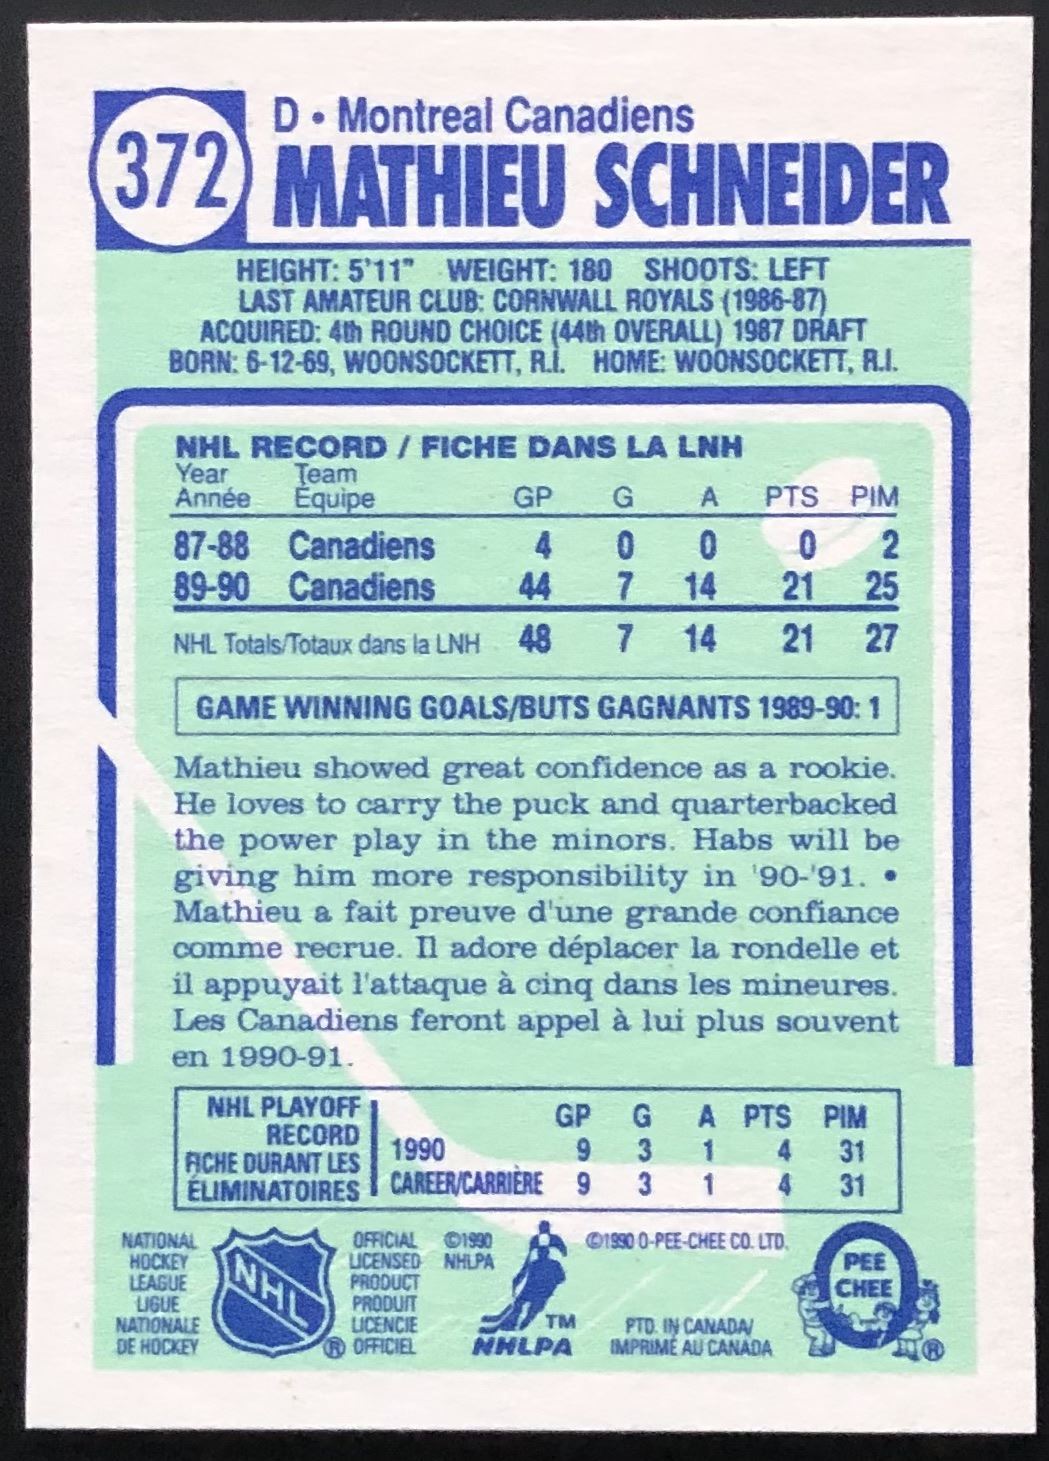 372
D • Montreal Canadiens
MATHIEU SCHNEIDER
HEIGHT: 5'11" WEIGHT: 180 SHOOTS: LEFT
LAST AMATEUR CLUB: CORNWALL ROYALS (1986-87)
ACQUIRED: 4th ROUND CHOICE (44th OVERALL) 1987 DRAFT
BORN: 6-12-69, WOONSOCKETT, R.I. HOME: WOONSOCKETT, R.I.
NHL RECORD / FICHE DANS LA LNH
Year Team
Année Équipe GP G A PTS PIM
87-88 Canadiens 4 0 0 0 2
89-90 Canadiens 44 7 14 21 25
NHL Totals/Totaux dans la LNH 48 7 14 21 27
GAME WINNING GOALS/BUTS GAGNANTS 1989-90: 1
Mathieu showed great confidence as a rookie.
He loves to carry the puck and quarterbacked
the power play in the minors. Habs will be
giving him more responsibility in '90-'91. •
Mathieu a fait preuve d'une grande confiance
comme recrue. Il adore déplacer la rondelle et
il appuyait l'attaque à cinq dans les mineures.
Les Canadiens feront appel à lui plus souvent
en 1990-91.
NHL PLAYOFF
RECORD
FICHE DURANT LES
ÉLIMINATOIRES
GP G A PTS PIM
1990 9 3 1 4 31
CAREER/CARRIÈRE 9 3 1 4 31
NATIONAL
HOCKEY
LEAGUE
LIGUE
NATIONALE
DE HOCKEY
NHL
®
OFFICIAL
LICENSED
PRODUCT
PRODUIT
LICENCIE
OFFICIEL
©1990
NHLPA
TM
NHLPA
©1990 O-PEE-CHEE CO. LTD.
PTD. IN CANADA/
IMPRIMÉ AU CANADA
PEE
CHEE
®